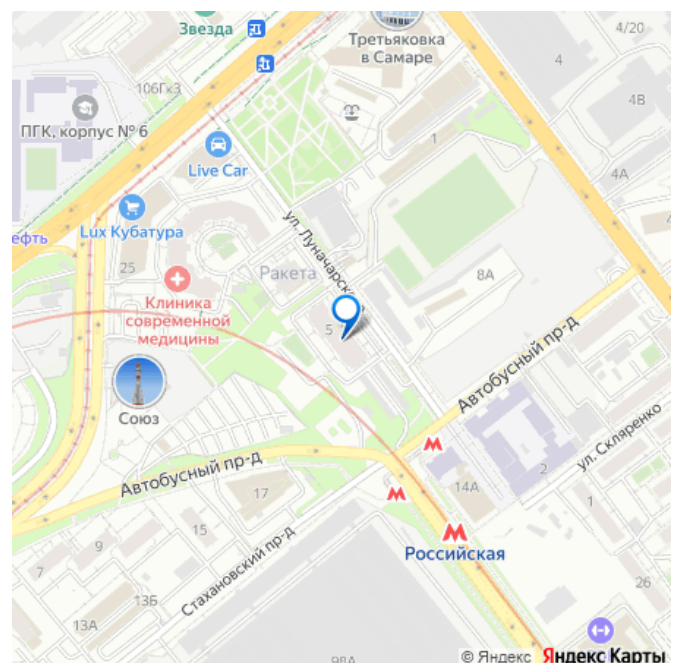 Звезда
Третьяковка
в Самаре
4/20
4
106Гк3
4В
ПГК, корпус № 6
1
Live Car
4А
Lux Кубатура
ул. Луначарского
25
Ракета
8А
Клиника
современной
медицины
5
Автобусный пр-д
Союз
ул. Скляренко
Автобусный пр-д
2
14А
17
1
15
Российская
9
7
Стахановский пр-д
26
13Б
13А
98А
© Яндекс Яндекс Карты